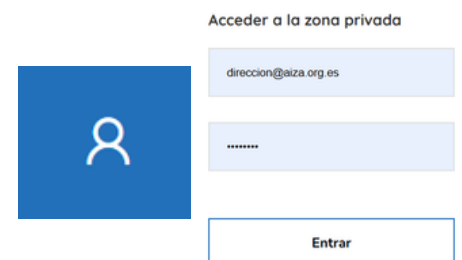 Acceder a la zona privada
direccion@aiza.org.es
••••••••
Entrar